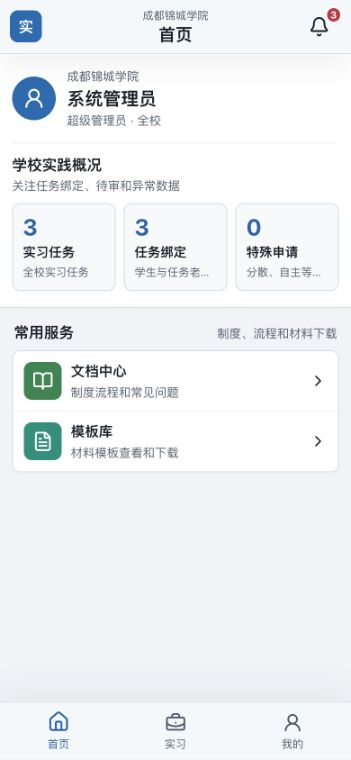 实
成都锦城学院
首页
3
成都锦城学院
系统管理员
超级管理员 · 全校
学校实践概况
关注任务绑定、待审和异常数据
3
实习任务
全校实习任务
3
任务绑定
学生与任务老...
0
特殊申请
分散、自主等...
常用服务
制度、流程和材料下载
文档中心
制度流程和常见问题
模板库
材料模板查看和下载
首页
实习
我的